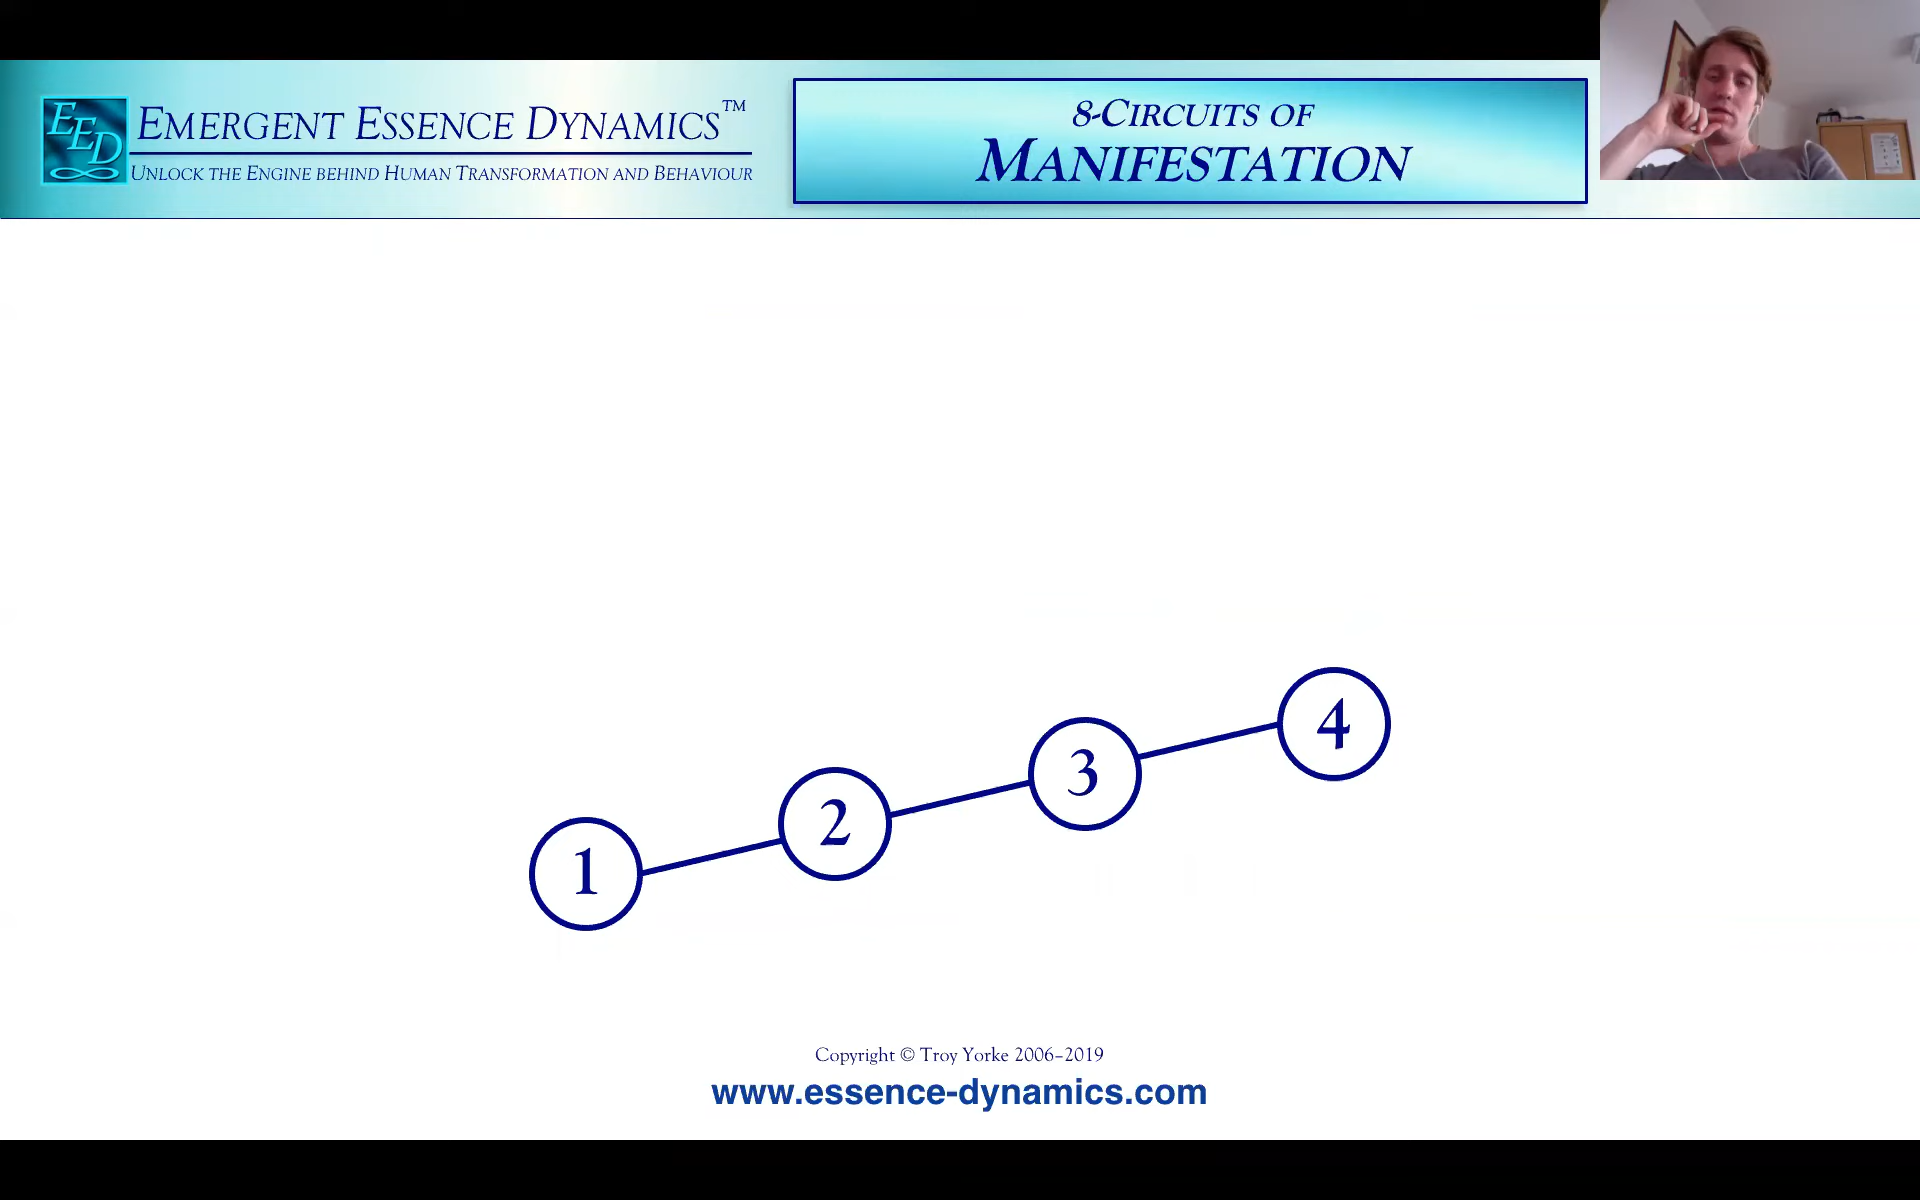 EED
EMERGENT ESSENCE DYNAMICS™
UNLOCK THE ENGINE BEHIND HUMAN TRANSFORMATION AND BEHAVIOUR
8-CIRCUITS OF
MANIFESTATION
4
3
2
1
Copyright © Troy Yorke 2006–2019
www.essence-dynamics.com